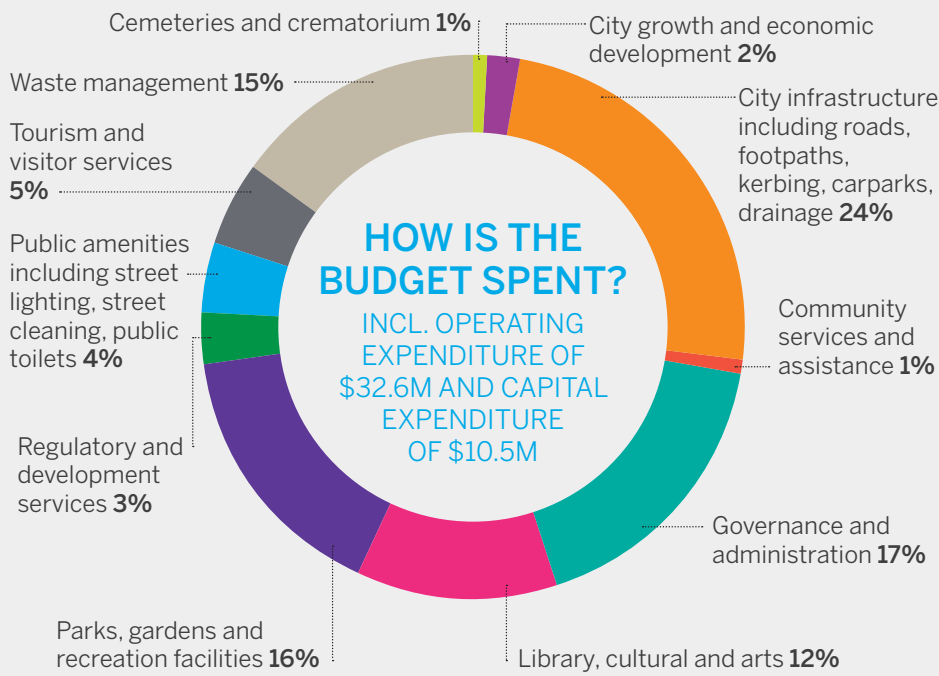 Cemeteries and crematorium 1%
City growth and economic
development 2%
City infrastructure
including roads,
footpaths,
kerbing, carparks,
drainage 24%
Community
services and
assistance 1%
Governance and
administration 17%
Library, cultural and arts 12%
Parks, gardens and
recreation facilities 16%
Regulatory and
development
services 3%
Public amenities
including street
lighting, street
cleaning, public
toilets 4%
Tourism and
visitor services
5%
Waste management 15%
HOW IS THE
BUDGET SPENT?
INCL. OPERATING
EXPENDITURE OF
$32.6M AND CAPITAL
EXPENDITURE
OF $10.5M